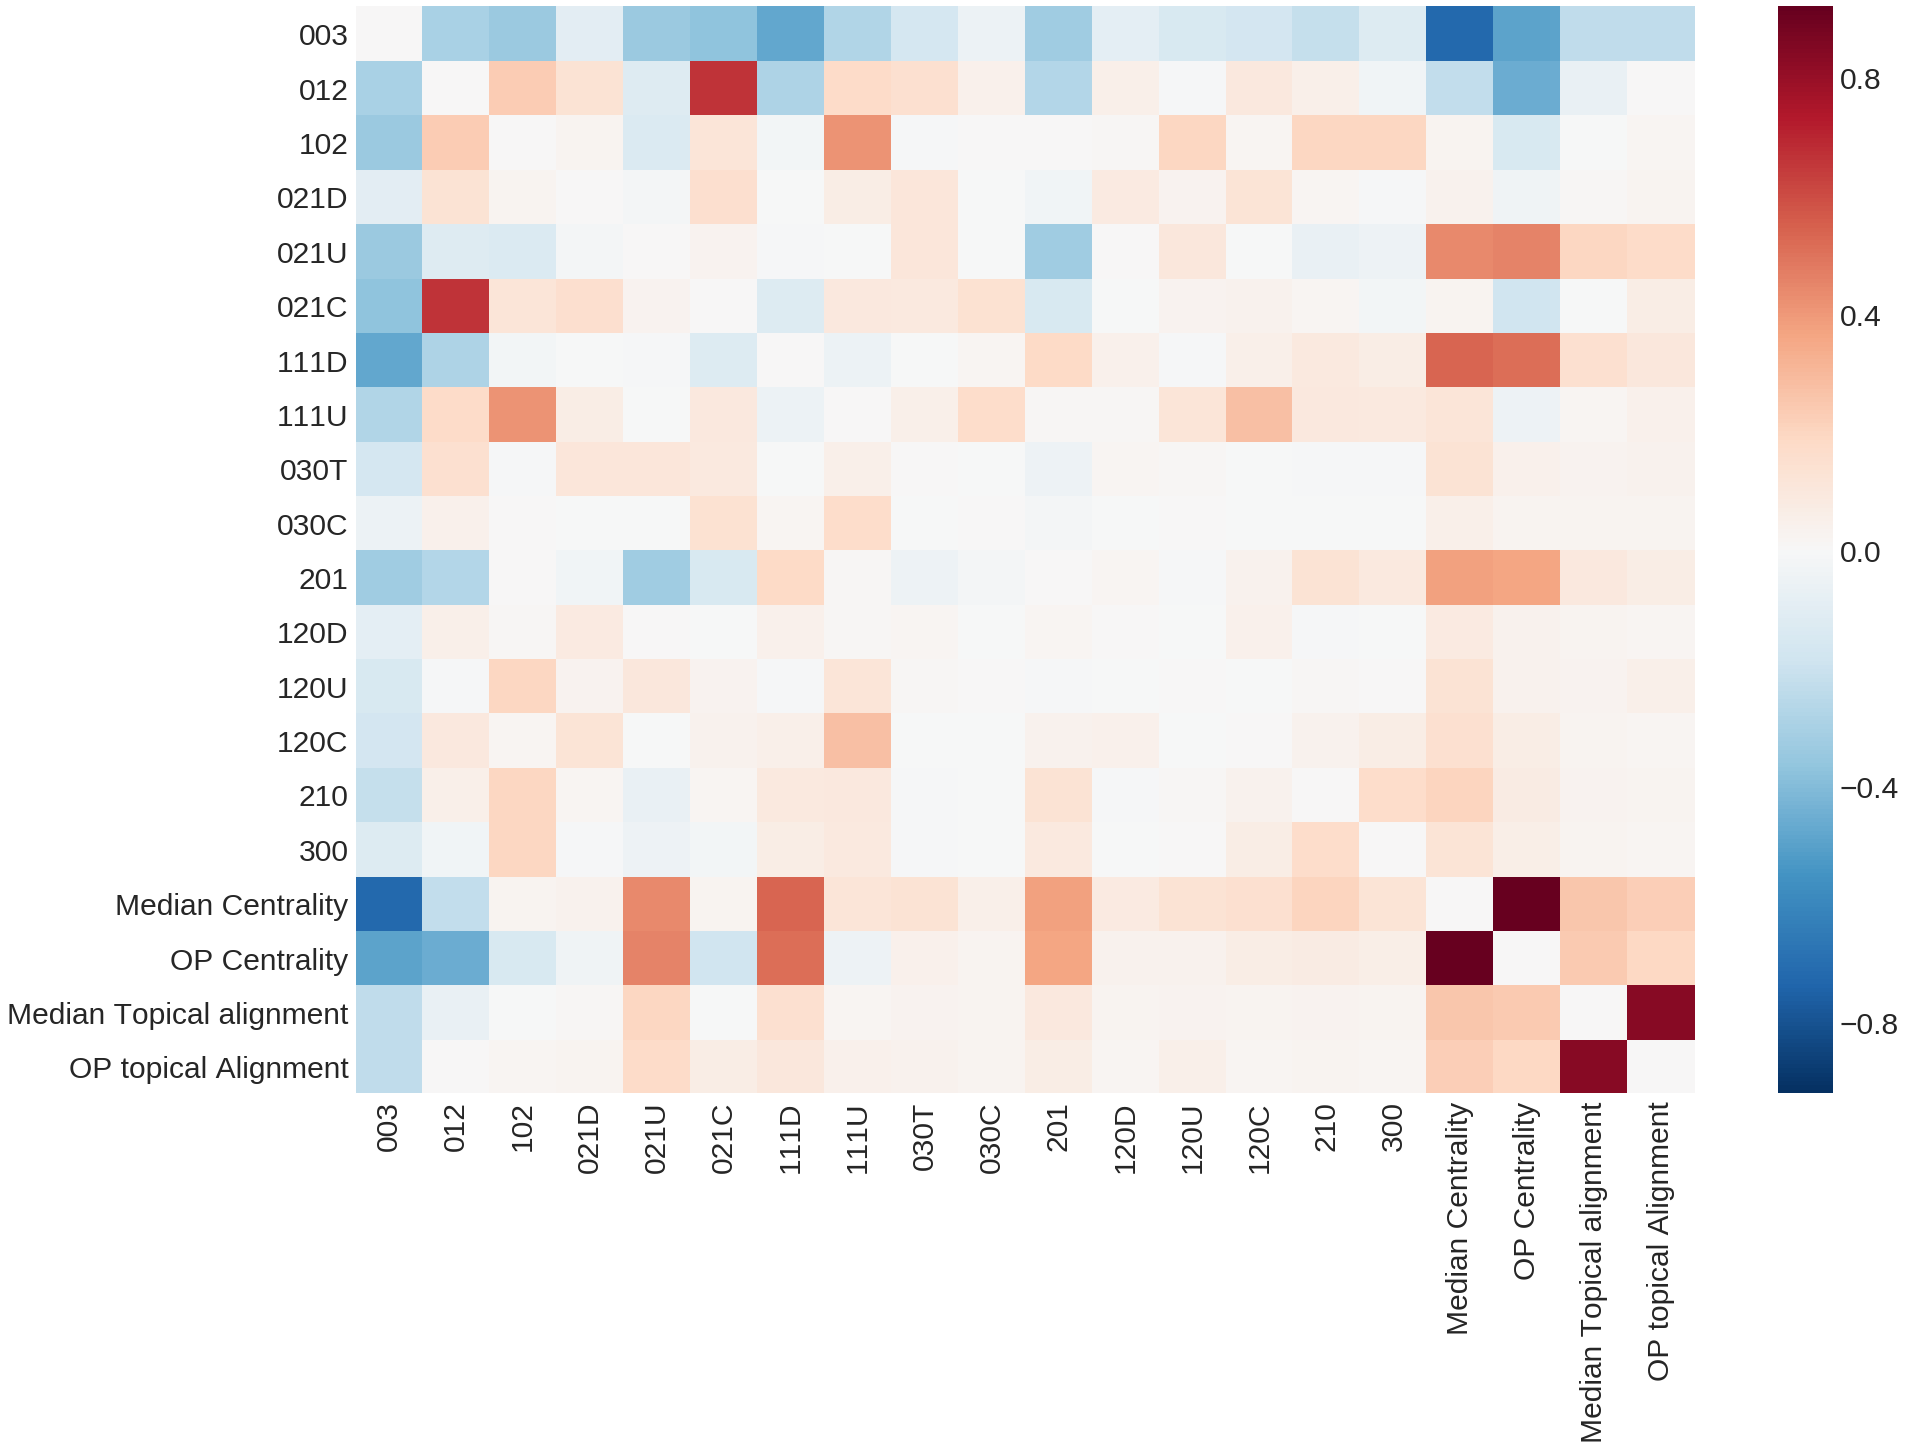 003
012
102
021D
021U
021C
111D
111U
030T
030C
201
120D
120U
120C
210
300
Median Centrality
OP Centrality
Median Topical alignment
OP topical Alignment
003
012
102
021D
021U
021C
111D
111U
030T
030C
201
120D
120U
120C
210
300
Median Centrality
OP Centrality
Median Topical alignment
OP topical Alignment
0.8
0.4
0.0
−0.4
−0.8